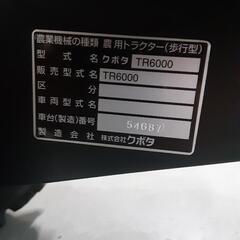 農業機械の種類 農用トラクター(歩行型)
型式名 クボタ TR6000
販売型式名 TR6000
区分
車両型式名
車台(製造)番号 54687
製造会社 株式会社クボタ